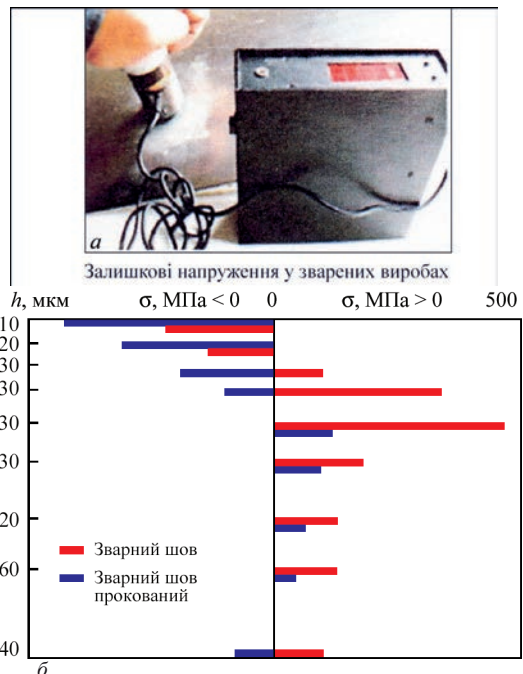 а
Залишкові напруження у зварених виробах
h, мкм σ, МПа < 0 0 σ, МПа > 0 500
10
20
30
30
30
30
20
60
40
Зварний шов
Зварний шов
прокований
б